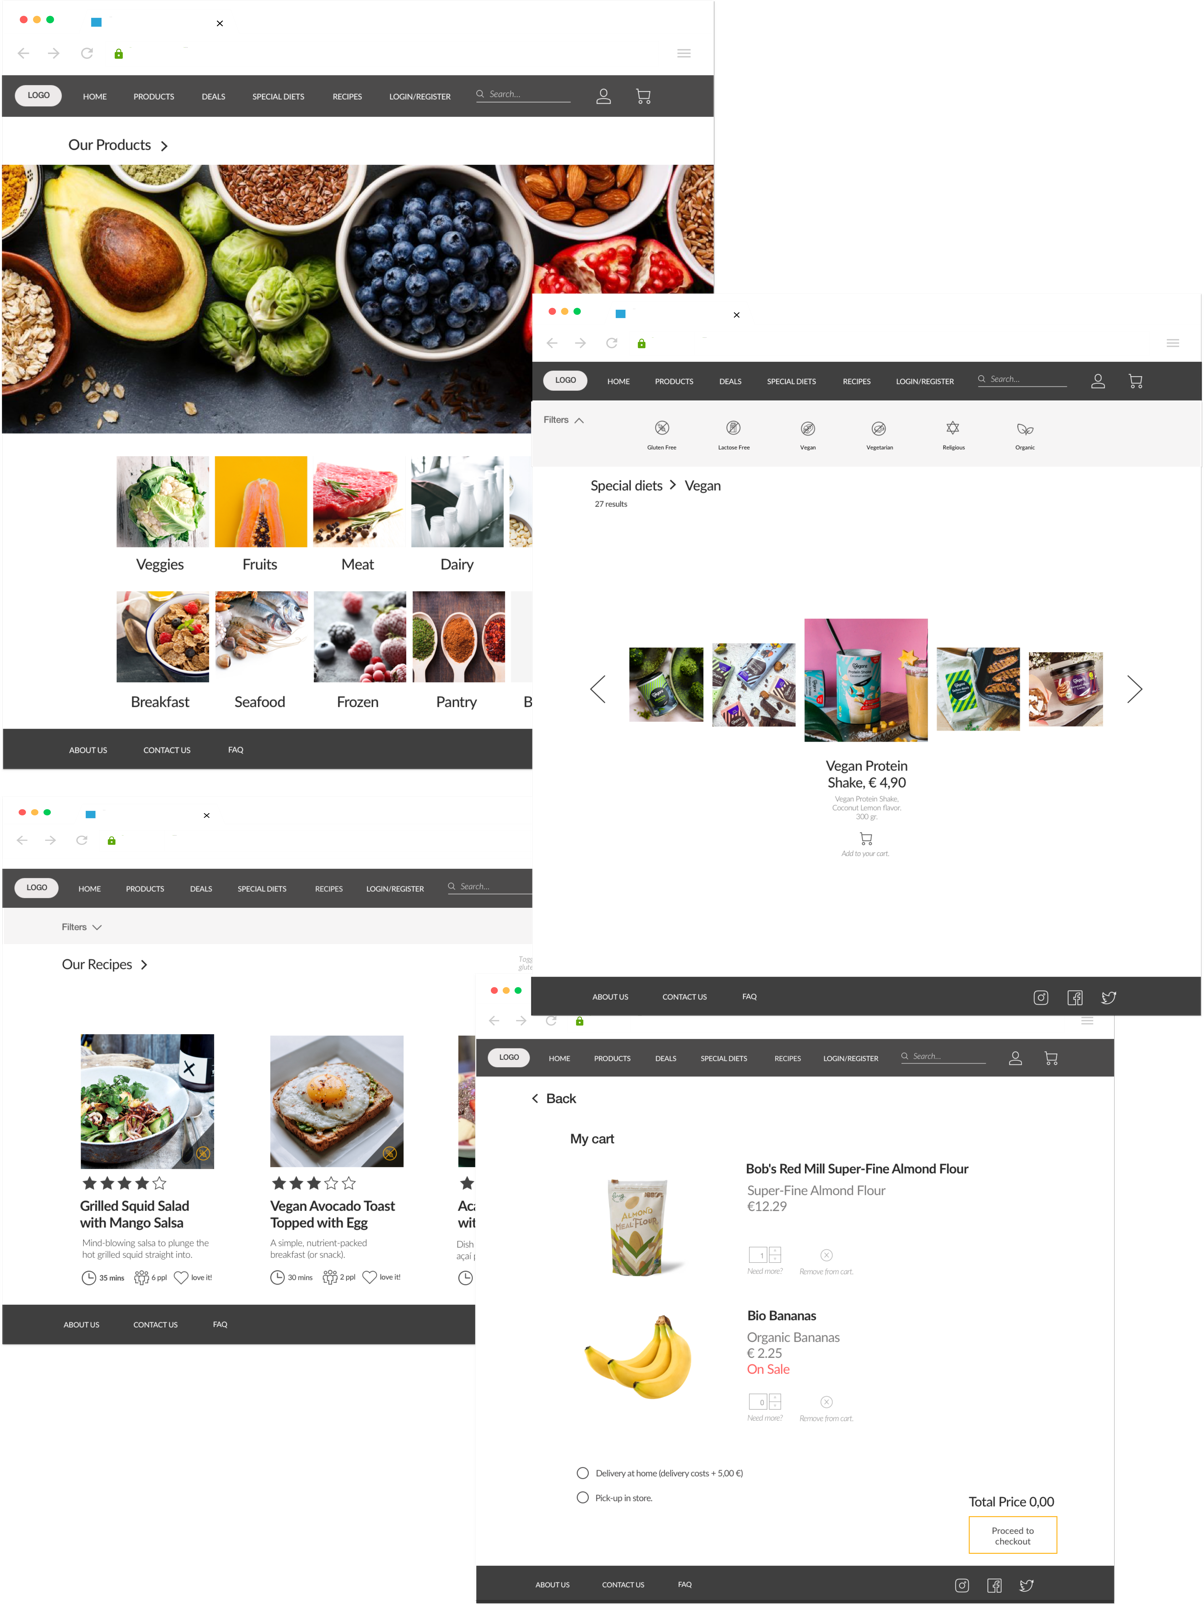 LOGO HOME PRODUCTS DEALS SPECIAL DIETS RECIPES LOGIN/REGISTER Search...
Our Products
Veggies Fruits Meat Dairy
Breakfast Seafood Frozen Pantry B
ABOUT US CONTACT US FAQ
LOGO HOME PRODUCTS DEALS SPECIAL DIETS RECIPES LOGIN/REGISTER Search...
Filters
Gluten Free Lactose Free Vegan Vegetarian Religious Organic
Special diets > Vegan
27 results
Vegan Protein
Shake, € 4,90
Vegan Protein Shake,
Coconut Lemon flavor,
300 gr.
Add to your cart.
ABOUT US CONTACT US FAQ
LOGO HOME PRODUCTS DEALS SPECIAL DIETS RECIPES LOGIN/REGISTER Search...
Filters
Our Recipes
Grilled Squid Salad
with Mango Salsa
Mind-blowing salsa to plunge the
hot grilled squid straight into.
35 mins 6 ppl love it!
Vegan Avocado Toast
Topped with Egg
A simple, nutrient-packed
breakfast (or snack).
30 mins 2 ppl love it!
Aca
wit
Dish
açaí p
ABOUT US CONTACT US FAQ
LOGO HOME PRODUCTS DEALS SPECIAL DIETS RECIPES LOGIN/REGISTER Search...
< Back
My cart
ALMOND
MEAL FLOUR
Bob's Red Mill Super-Fine Almond Flour
Super-Fine Almond Flour
€12.29
1
Need more? Remove from cart.
Bio Bananas
Organic Bananas
€ 2.25
On Sale
0
Need more? Remove from cart.
Delivery at home (delivery costs + 5,00 €)
Pick-up in store.
Total Price 0,00
Proceed to
checkout
ABOUT US CONTACT US FAQ